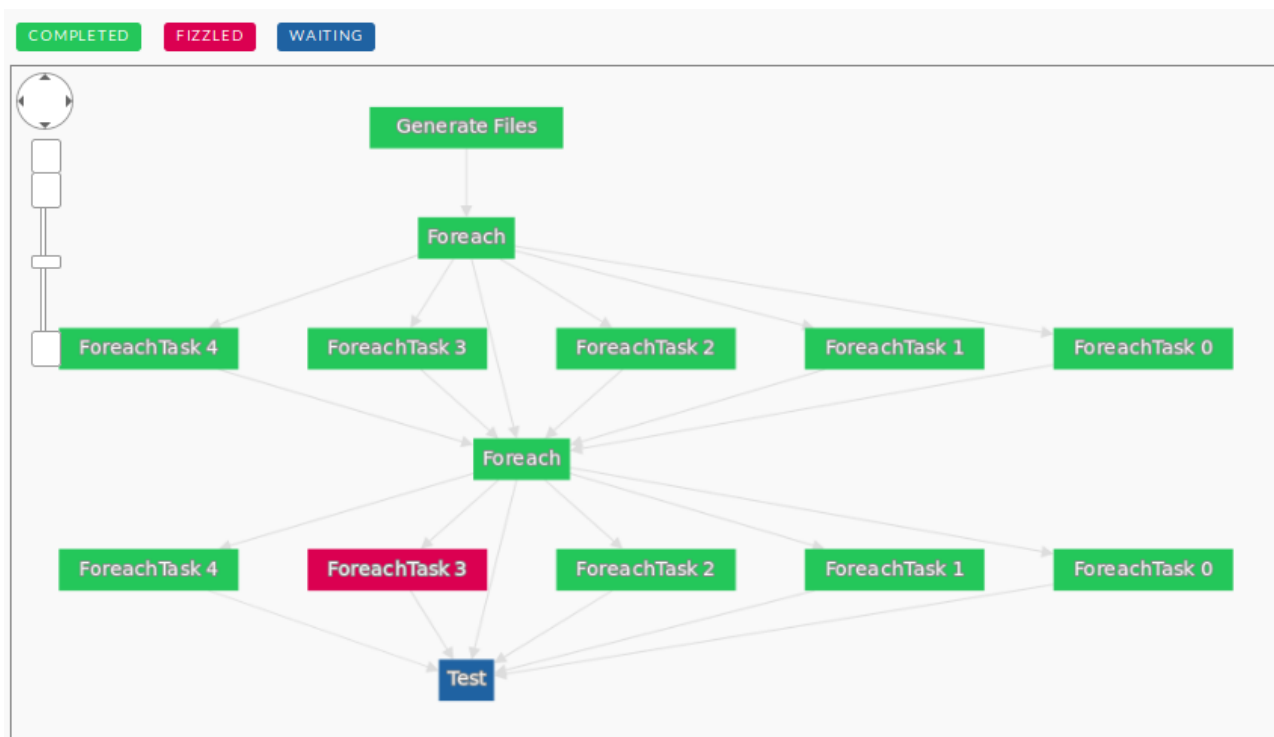 COMPLETED FIZZLED WAITING
Generate Files
Foreach
ForeachTask 4 ForeachTask 3 ForeachTask 2 ForeachTask 1 ForeachTask 0
Foreach
ForeachTask 4 ForeachTask 3 ForeachTask 2 ForeachTask 1 ForeachTask 0
Test